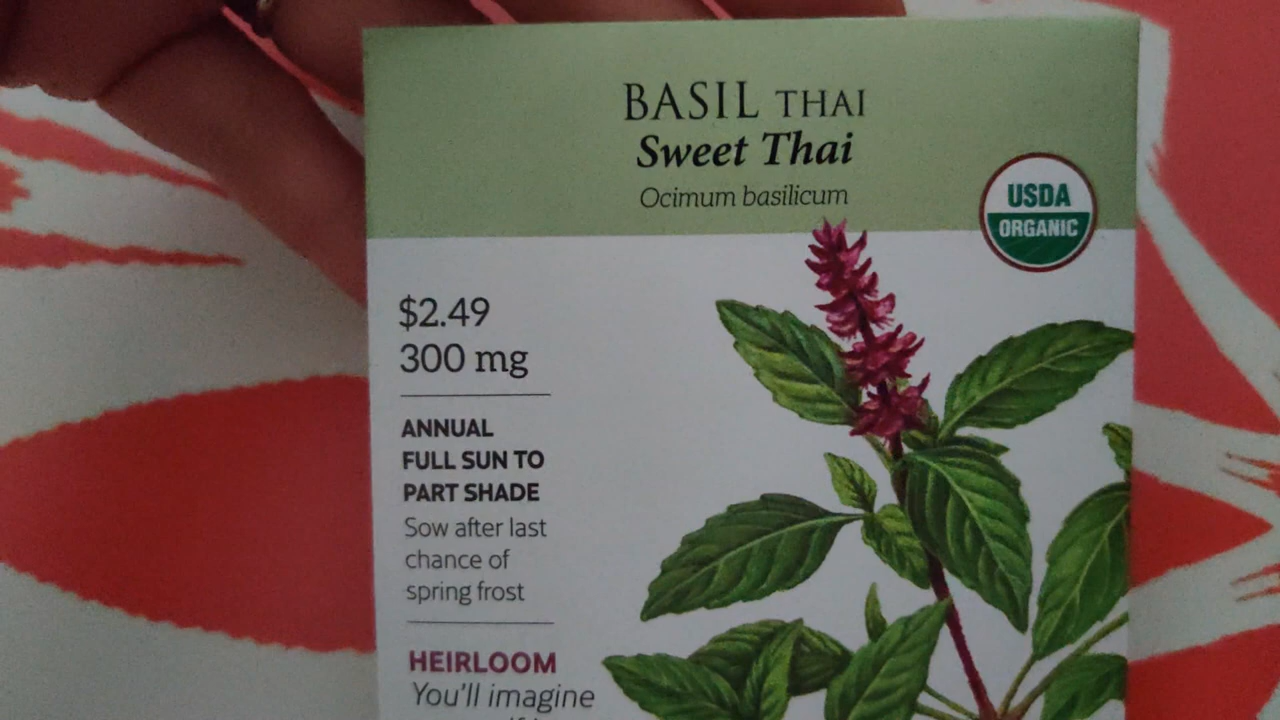 BASIL THAI
Sweet Thai
Ocimum basilicum
USDA
ORGANIC
$2.49
300 mg
ANNUAL
FULL SUN TO
PART SHADE
Sow after last
chance of
spring frost
HEIRLOOM
You'll imagine